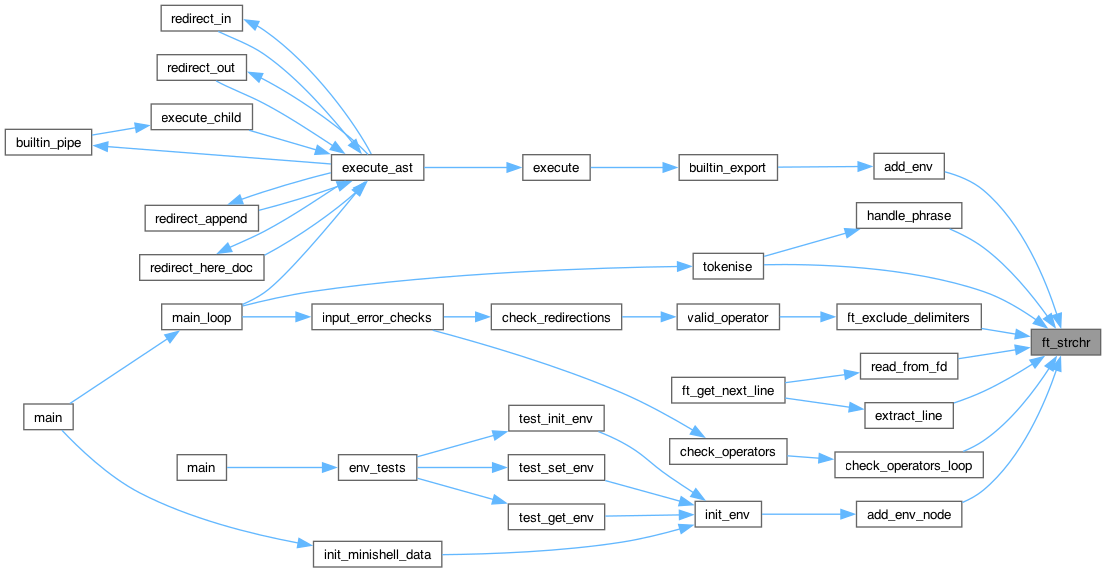 redirect_in
redirect_out
execute_child
builtin_pipe
execute_ast
execute
builtin_export
add_env
redirect_append
handle_phrase
redirect_here_doc
tokenise
main_loop
input_error_checks
check_redirections
valid_operator
ft_exclude_delimiters
ft_strchr
read_from_fd
ft_get_next_line
extract_line
main
test_init_env
check_operators
check_operators_loop
main
env_tests
test_set_env
test_get_env
init_env
add_env_node
init_minishell_data